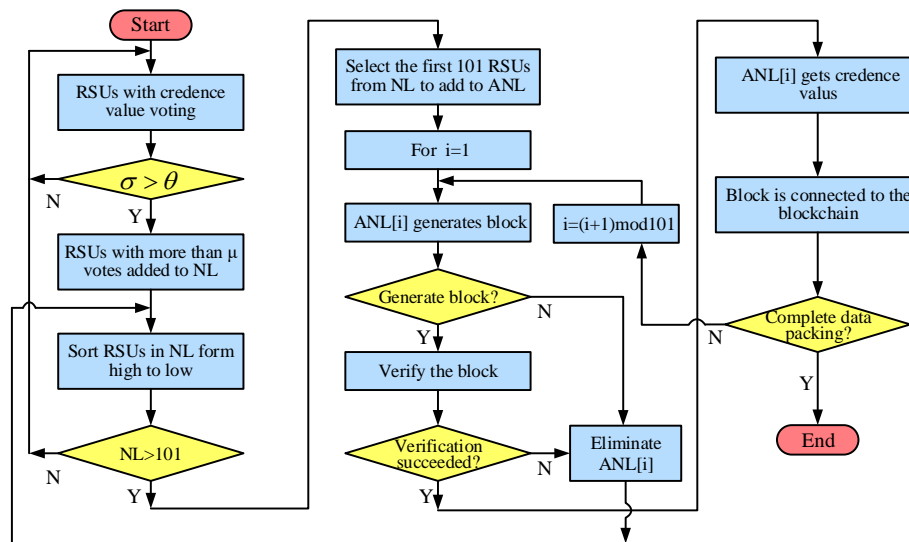 Start
RSUs with credence
value voting
σ > θ
N
Y
RSUs with more than μ
votes added to NL
Sort RSUs in NL form
high to low
NL>101
N
Y
Select the first 101 RSUs
from NL to add to ANL
For i=1
ANL[i] generates block
i=(i+1)mod101
Generate block?
N
Y
Verify the block
Verification
succeeded?
N
Y
Eliminate
ANL[i]
ANL[i] gets credence
valus
Block is connected to the
blockchain
Complete data
packing?
N
Y
End